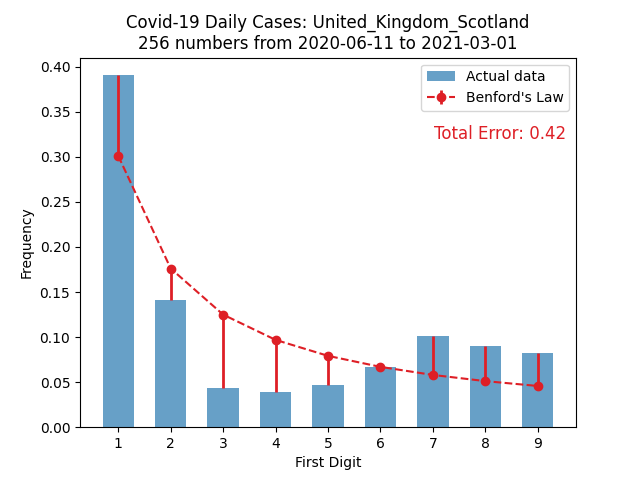 Covid-19 Daily Cases: United_Kingdom_Scotland
256 numbers from 2020-06-11 to 2021-03-01
Actual data
Benford's Law
Total Error: 0.42
0.40
0.35
0.30
0.25
0.20
0.15
0.10
0.05
0.00
Frequency
1 2 3 4 5 6 7 8 9
First Digit